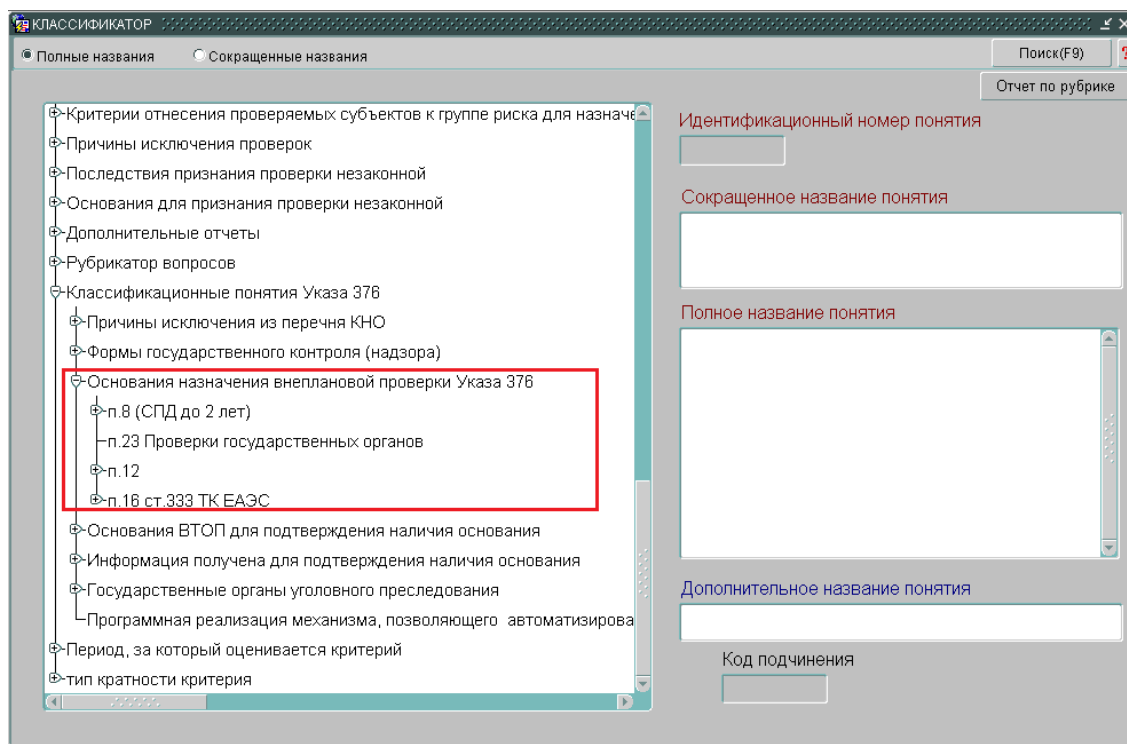 КЛАССИФИКАТОР
Полные названия Сокращенные названия Поиск(F9) ?
Отчет по рубрике
Критерии отнесения проверяемых субъектов к группе риска для назначе
Причины исключения проверок
Последствия признания проверки незаконной
Основания для признания проверки незаконной
Дополнительные отчеты
Рубрикатор вопросов
Классификационные понятия Указа 376
Причины исключения из перечня КНО
Формы государственного контроля (надзора)
Основания назначения внеплановой проверки Указа 376
п.8 (СПД до 2 лет)
п.23 Проверки государственных органов
п.12
п.16 ст.333 ТК ЕАЭС
Основания ВТОП для подтверждения наличия основания
Информация получена для подтверждения наличия основания
Государственные органы уголовного преследования
Программная реализация механизма, позволяющего автоматизирова
Период, за который оценивается критерий
тип кратности критерия
Идентификационный номер понятия
Сокращенное название понятия
Полное название понятия
Дополнительное название понятия
Код подчинения